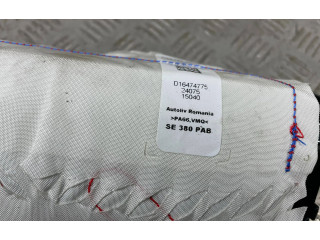 D16474775
24075
15040
Autoliv Romania
>PA66,VMQ<
SE 380 PAB